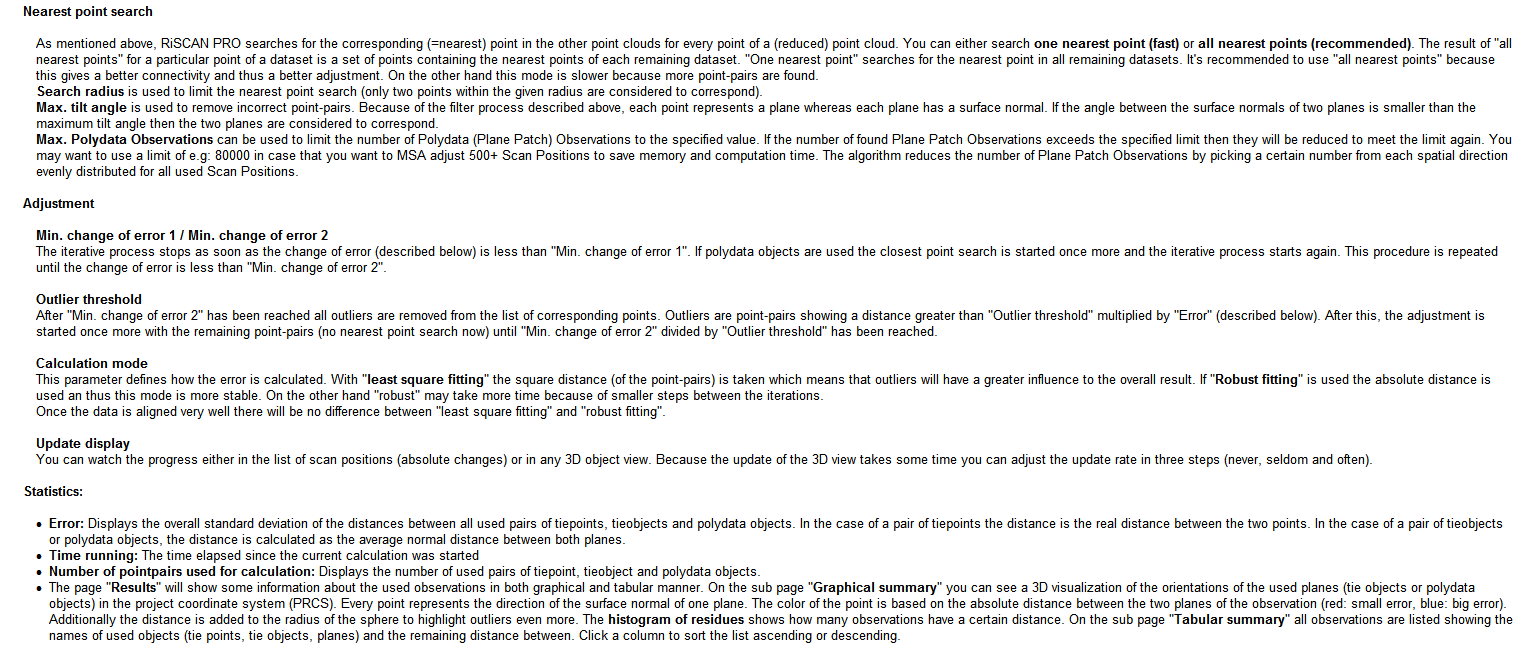 Nearest point search
As mentioned above, RiSCAN PRO searches for the corresponding (=nearest) point in the other point clouds for every point of a (reduced) point cloud. You can either search one nearest point (fast) or all nearest points (recommended). The result of "all
nearest points" for a particular point of a dataset is a set of points containing the nearest points of each remaining dataset. "One nearest point" searches for the nearest point in all remaining datasets. It's recommended to use "all nearest points" because
this gives a better connectivity and thus a better adjustment. On the other hand this mode is slower because more point-pairs are found.
Search radius is used to limit the nearest point search (only two points within the given radius are considered to correspond).
Max. tilt angle is used to remove incorrect point-pairs. Because of the filter process described above, each point represents a plane whereas each plane has a surface normal. If the angle between the surface normals of two planes is smaller than the
maximum tilt angle then the two planes are considered to correspond.
Max. Polydata Observations can be used to limit the number of Polydata (Plane Patch) Observations to the specified value. If the number of found Plane Patch Observations exceeds the specified limit then they will be reduced to meet the limit again. You
may want to use a limit of e.g: 80000 in case that you want to MSA adjust 500+ Scan Positions to save memory and computation time. The algorithm reduces the number of Plane Patch Observations by picking a certain number from each spatial direction
evenly distributed for all used Scan Positions.
Adjustment
Min. change of error 1 / Min. change of error 2
The iterative process stops as soon as the change of error (described below) is less than "Min. change of error 1". If polydata objects are used the closest point search is started once more and the iterative process starts again. This procedure is repeated
until the change of error is less than "Min. change of error 2".
Outlier threshold
After "Min. change of error 2" has been reached all outliers are removed from the list of corresponding points. Outliers are point-pairs showing a distance greater than "Outlier threshold" multiplied by "Error" (described below). After this, the adjustment is
started once more with the remaining point-pairs (no nearest point search now) until "Min. change of error 2" divided by "Outlier threshold" has been reached.
Calculation mode
This parameter defines how the error is calculated. With "least square fitting" the square distance (of the point-pairs) is taken which means that outliers will have a greater influence to the overall result. If "Robust fitting" is used the absolute distance is
used an thus this mode is more stable. On the other hand "robust" may take more time because of smaller steps between the iterations.
Once the data is aligned very well there will be no difference between "least square fitting" and "robust fitting".
Update display
You can watch the progress either in the list of scan positions (absolute changes) or in any 3D object view. Because the update of the 3D view takes some time you can adjust the update rate in three steps (never, seldom and often).
Statistics:
• Error: Displays the overall standard deviation of the distances between all used pairs of tiepoints, tieobjects and polydata objects. In the case of a pair of tiepoints the distance is the real distance between the two points. In the case of a pair of tieobjects
or polydata objects, the distance is calculated as the average normal distance between both planes.
• Time running: The time elapsed since the current calculation was started
• Number of pointpairs used for calculation: Displays the number of used pairs of tiepoint, tieobject and polydata objects.
• The page "Results" will show some information about the used observations in both graphical and tabular manner. On the sub page "Graphical summary" you can see a 3D visualization of the orientations of the used planes (tie objects or polydata
objects) in the project coordinate system (PRCS). Every point represents the direction of the surface normal of one plane. The color of the point is based on the absolute distance between the two planes of the observation (red: small error, blue: big error).
Additionally the distance is added to the radius of the sphere to highlight outliers even more. The histogram of residues shows how many observations have a certain distance. On the sub page "Tabular summary" all observations are listed showing the
names of used objects (tie points, tie objects, planes) and the remaining distance between. Click a column to sort the list ascending or descending.